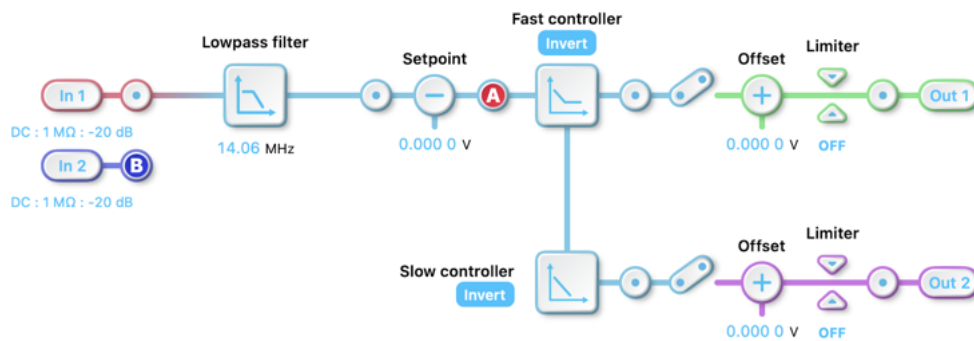 Fast controller
Invert
Lowpass filter
Setpoint
Offset
Limiter
In 1
A
Out 1
DC : 1 MΩ : -20 dB
14.06 MHz
0.000 0 V
0.000 0 V
OFF
In 2
B
DC : 1 MΩ : -20 dB
Offset
Limiter
Slow controller
Invert
Out 2
0.000 0 V
OFF